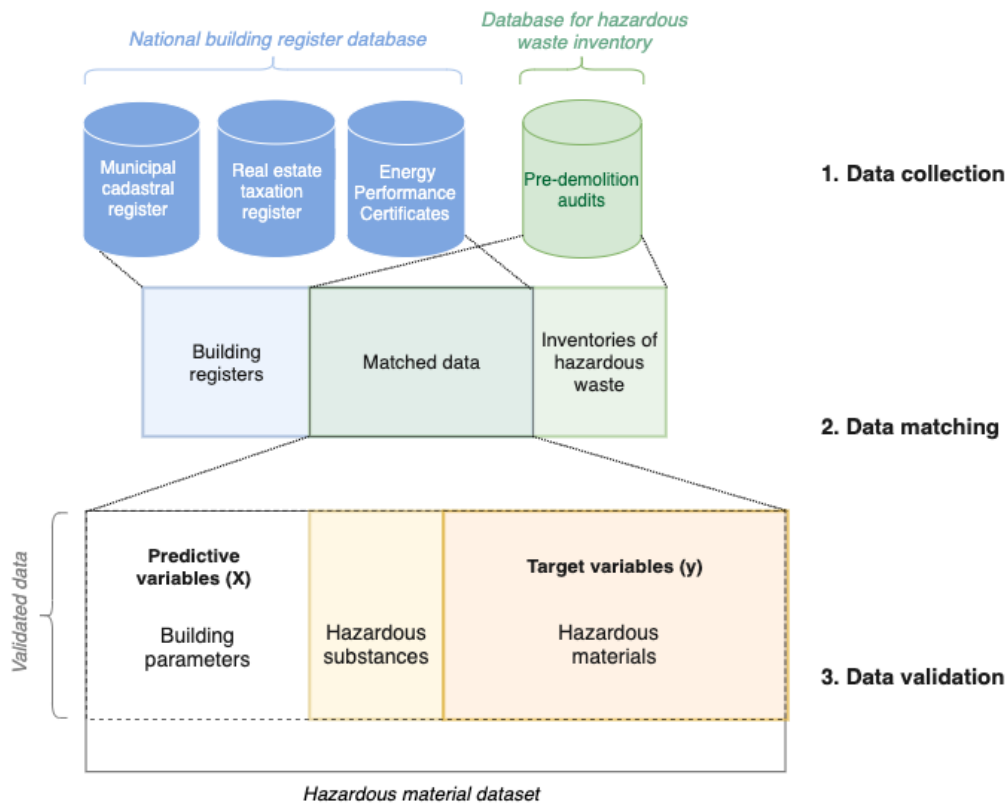 National building register database
Database for hazardous
waste inventory
Municipal
cadastral
register
Real estate
taxation
register
Energy
Performance
Certificates
Pre-demolition
audits
1. Data collection
Building
registers
Matched data
Inventories of
hazardous
waste
2. Data matching
Validated data
Predictive
variables (X)
Building
parameters
Hazardous
substances
Target variables (y)
Hazardous
materials
3. Data validation
Hazardous material dataset